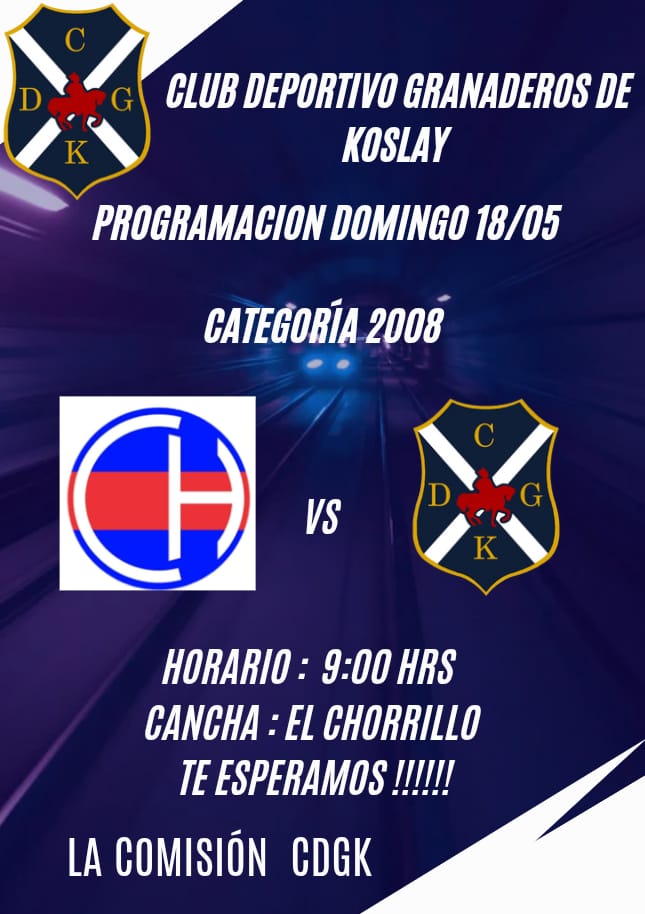 C
D G
K
CLUB DEPORTIVO GRANADEROS DE
KOSLAY
PROGRAMACION DOMINGO 18/05
CATEGORÍA 2008
CH
VS
C
D G
K
HORARIO : 9:00 HRS
CANCHA : EL CHORRILLO
TE ESPERAMOS !!!!!!
LA COMISIÓN CDGK